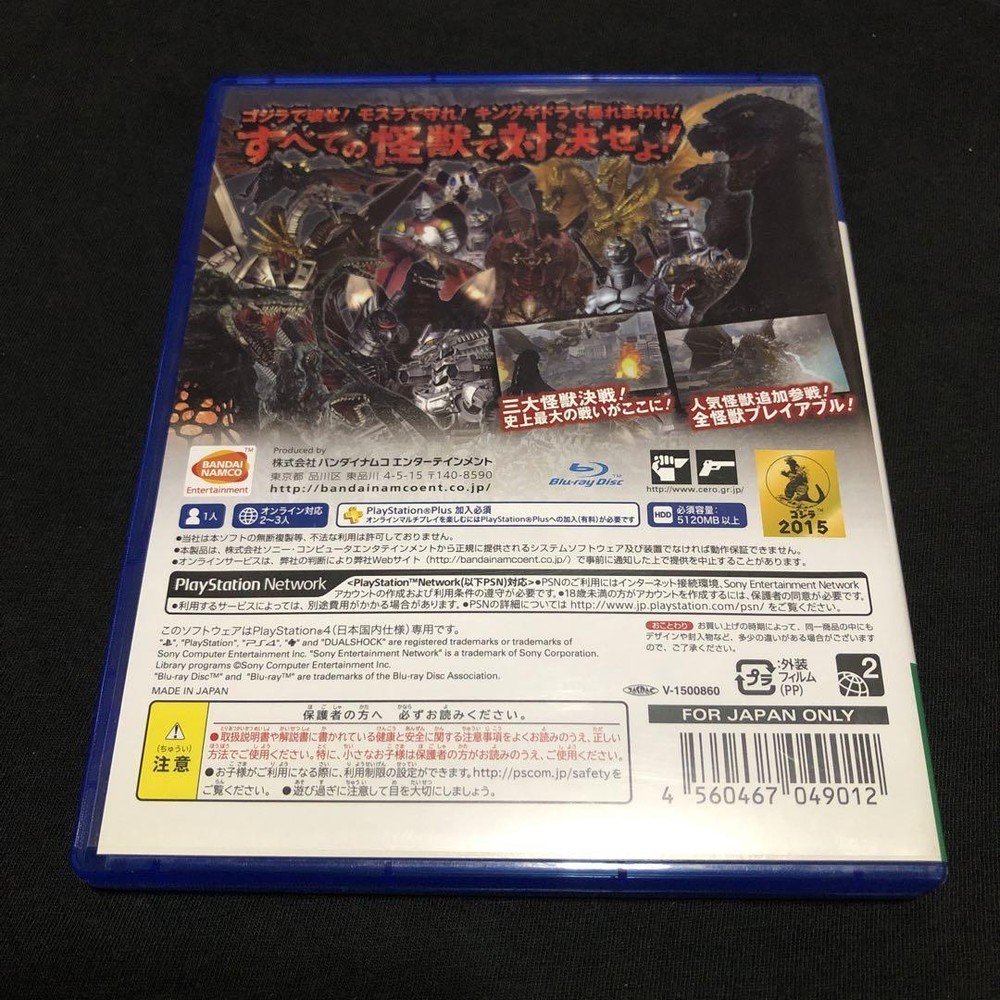 ゴジラで壊せ! モスラで守れ! キングギドラで暴れまわれ!
すべての怪獣で対決せよ!
三大怪獣決戦!
史上最大の戦いがここに!
人気怪獣追加参戦!
全怪獣プレイアブル!
BANDAI
NAMCO
Entertainment
Produced by
株式会社 バンダイナムコ エンターテインメント
東京都 品川区 東品川 4-5-15 〒140-8590
http://bandainamcoent.co.jp/
Blu-ray Disc™
http://www.cero.gr.jp/
ゴジラ
2015
1人
オンライン対応
2~3人
PlayStation®Plus 加入必須
オンラインマルチプレイを楽しむにはPlayStation®Plusへの加入(有料)が必要です
HDD 必須容量:
5120MB以上
●当社は本ソフトの無断複製等、不法な利用は許可しておりません。
●本製品は、株式会社ソニー・コンピュータエンタテインメントから正規に提供されるシステムソフトウェア及び装置でなければ動作保証できません。
●オンラインサービスは、弊社の判断により弊社Webサイト(http://bandainamcoent.co.jp/)で事前に通知した上で提供を中止することがあります。
PlayStation Network
<PlayStation™Network(以下PSN)対応> ●PSNのご利用にはインターネット接続環境、Sony Entertainment Network
アカウントの作成および利用条件の遵守が必要です。●18歳未満の方がアカウントを作成するには、保護者の同意が必要です。
●利用するサービスによっては、別途費用がかかる場合があります。●PSNの詳細については http://www.jp.playstation.com/psn/ をご覧ください。
このソフトウェアはPlayStation®4(日本国内仕様)専用です。
"PlayStation", "PS4", and "DUALSHOCK" are registered trademarks or trademarks of
Sony Computer Entertainment Inc. "Sony Entertainment Network" is a trademark of Sony Corporation.
Library programs ©Sony Computer Entertainment Inc.
"Blu-ray Disc™" and "Blu-ray™" are trademarks of the Blu-ray Disc Association.
MADE IN JAPAN
おことわり お買い上げの時期によって、同一商品の中にも
デザインや封入物など、多少の違いがある場合がございます
ので、ご了承ください。
プラ
:外装
フィルム
(PP)
2
V-1500860
FOR JAPAN ONLY
(ちゅうい)
注意
保護者の方へ 必ずお読みください。
●取扱説明書や解説書に書かれている健康と安全に関する注意事項をよくお読みのうえ、正しい
方法でご使用ください。特に、小さなお子様は保護者の方がお読みのうえ、ご使用ください。
●お子様がご利用になる際に、利用制限の設定ができます。http://pscom.jp/safetyを
ご覧ください。 ●遊び過ぎに注意して目を大切にしましょう。
4 560467 049012